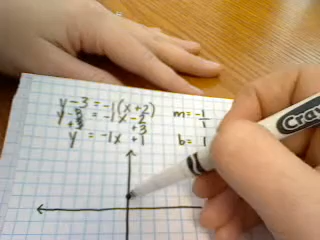 y - 3 = -1(x + 2)
y - 3 = -1x - 2
+3 +3
y = -1x + 1
m = -1/1
b = 1
Cray